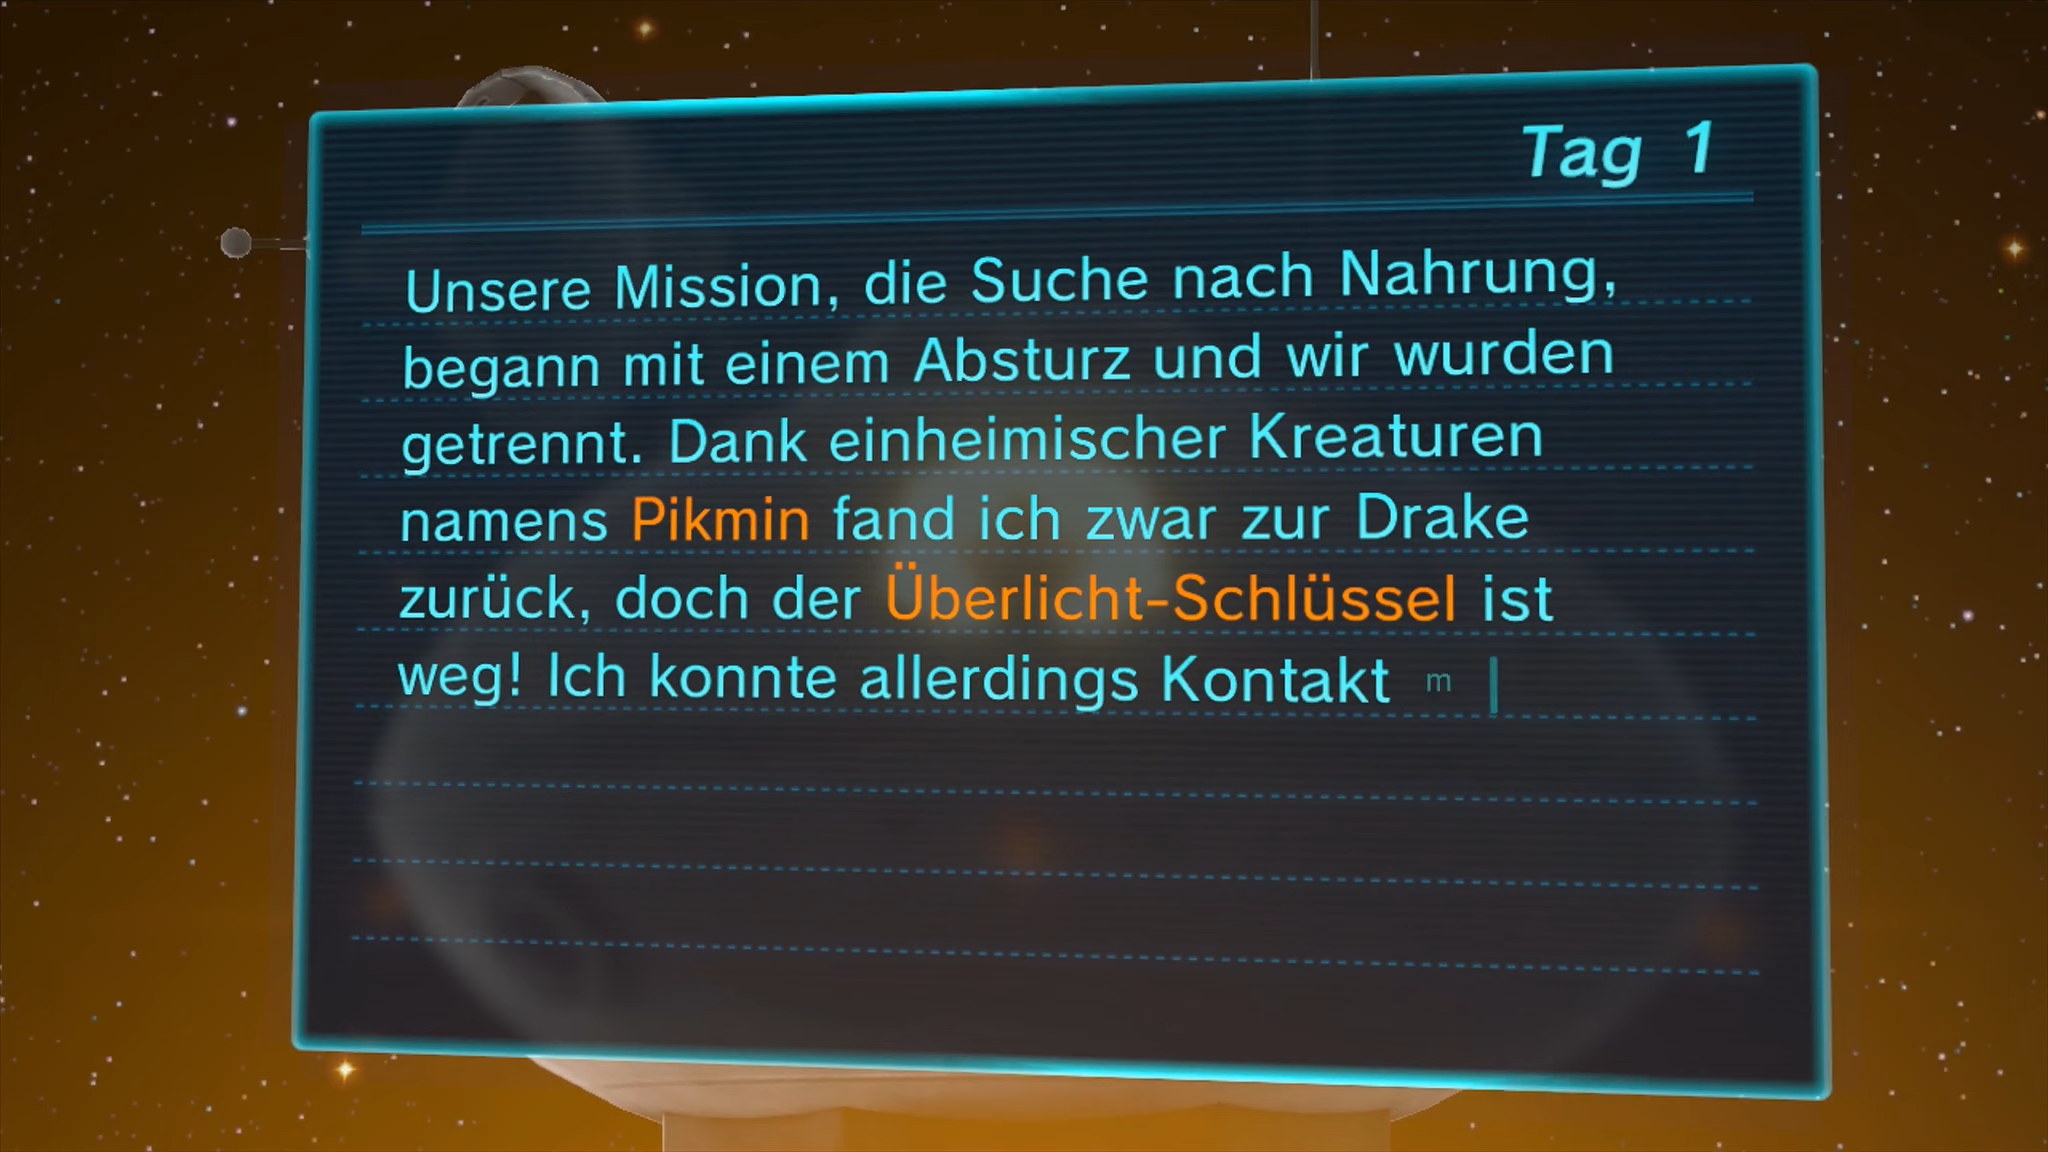 Tag 1
Unsere Mission, die Suche nach Nahrung,
begann mit einem Absturz und wir wurden
getrennt. Dank einheimischer Kreaturen
namens Pikmin fand ich zwar zur Drake
zurück, doch der Überlicht-Schlüssel ist
weg! Ich konnte allerdings Kontakt m